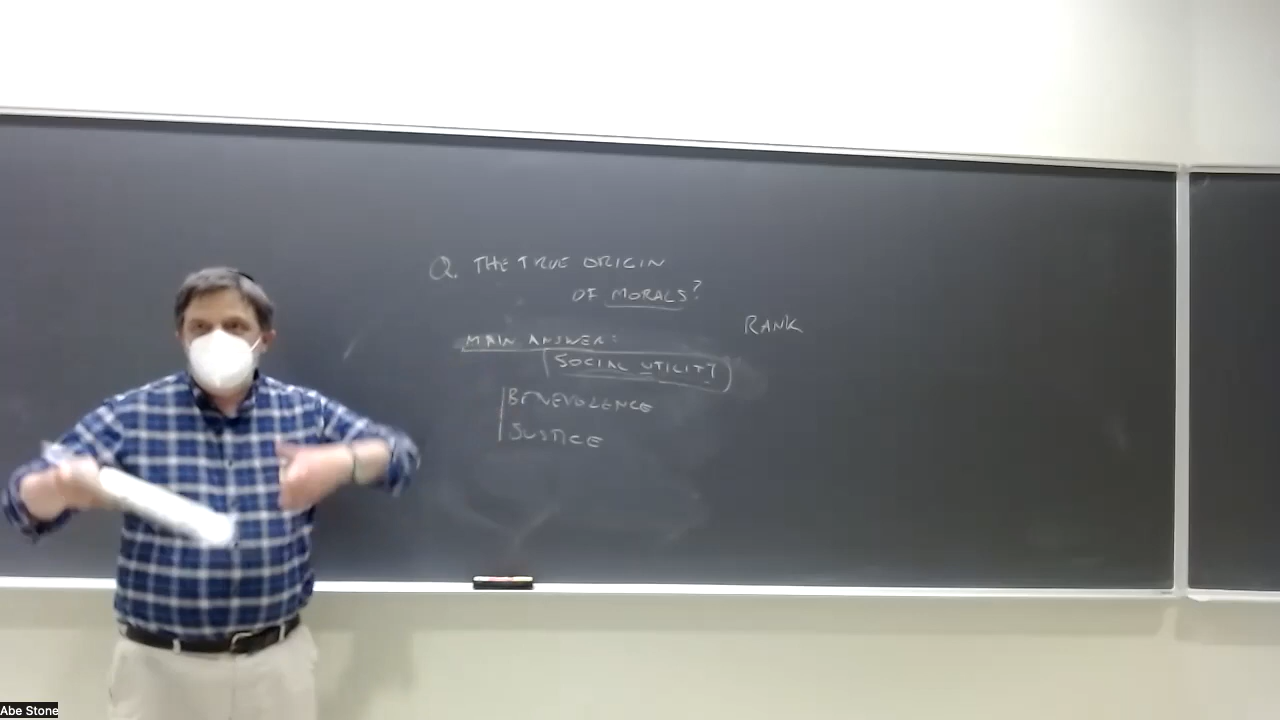 Q. THE TRUE ORIGIN
OF MORALS?
RANK
MAIN ANSWER:
SOCIAL UTILITY
BENEVOLENCE
JUSTICE
Abe Stone